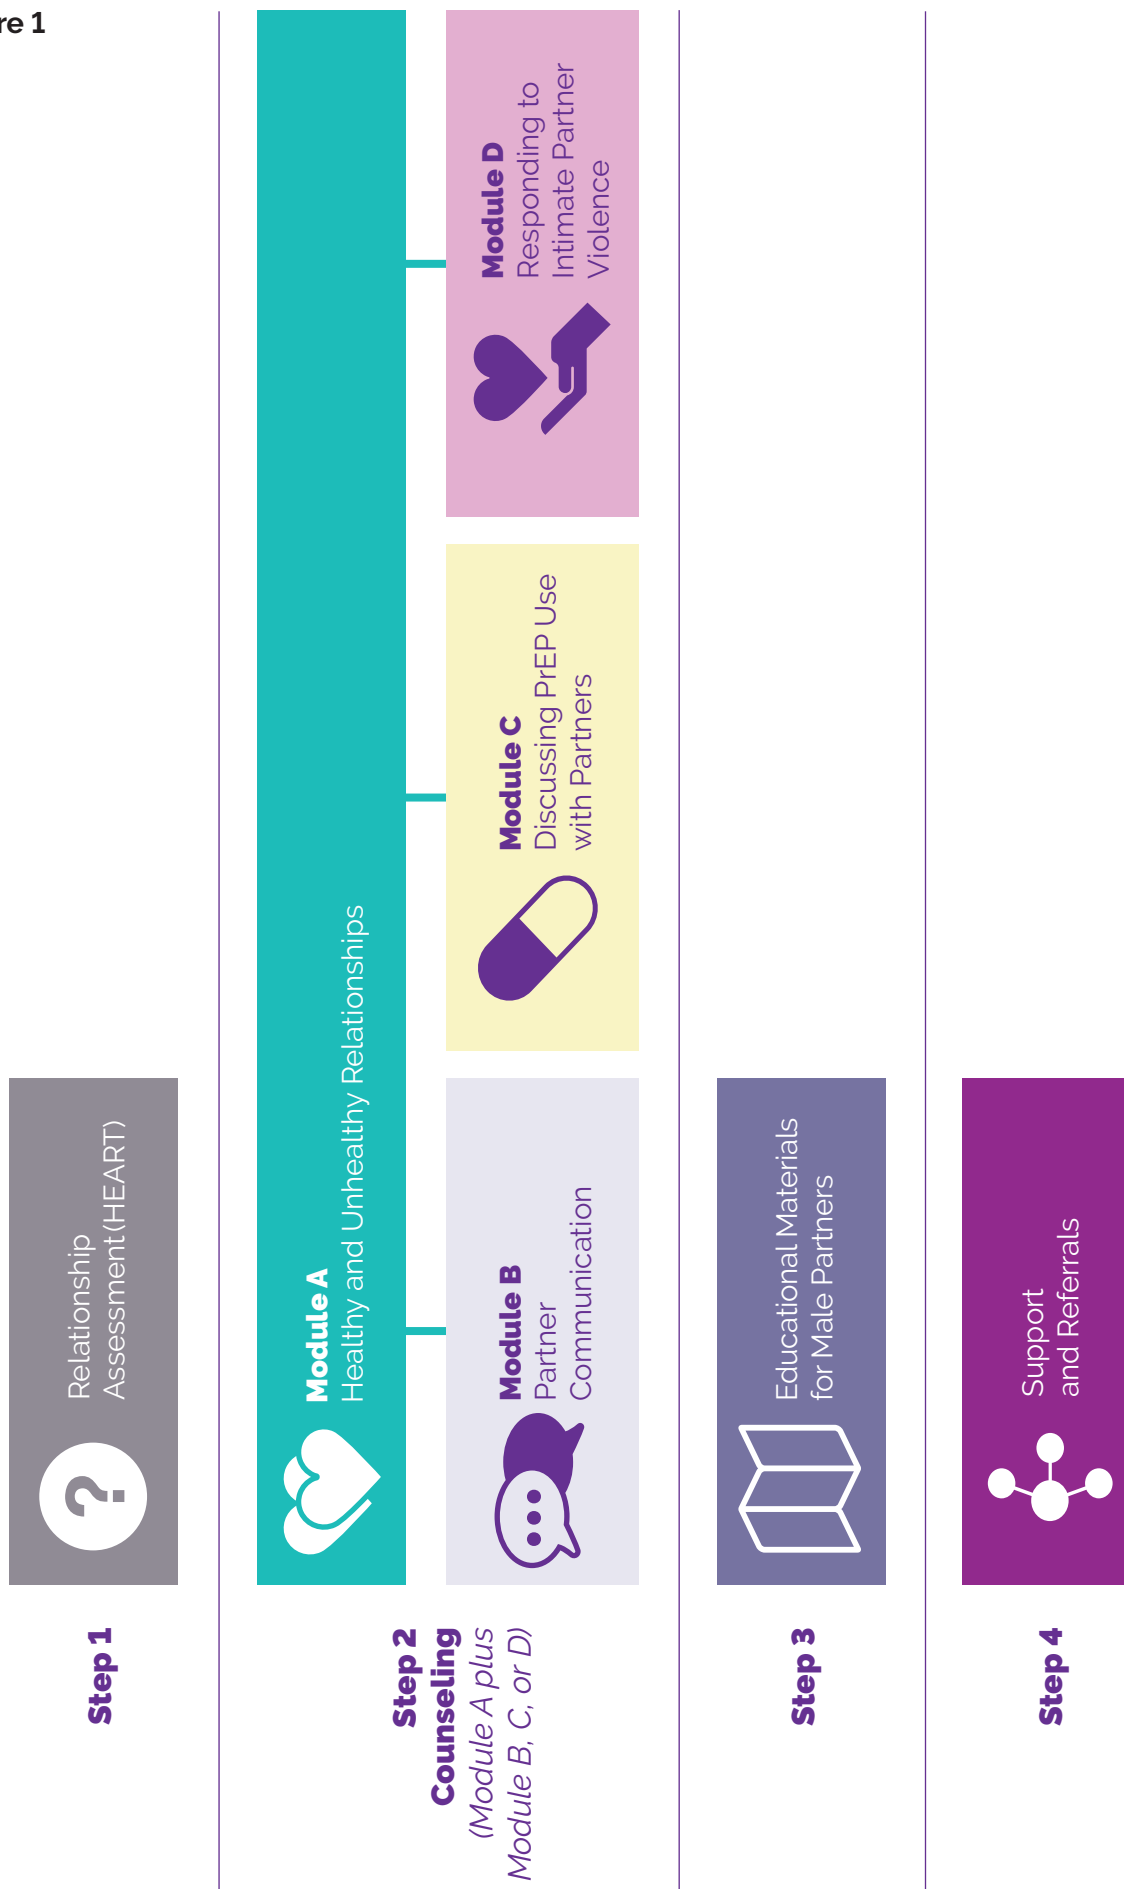 re 1
Step 1
Relationship
Assessment(HEART)
Step 2
Counseling
(Module A plus
Module B, C, or D)
Module A
Healthy and Unhealthy Relationships
Module B
Partner
Communication
Module C
Discussing PrEP Use
with Partners
Module D
Responding to
Intimate Partner
Violence
Step 3
Educational Materials
for Male Partners
Step 4
Support
and Referrals